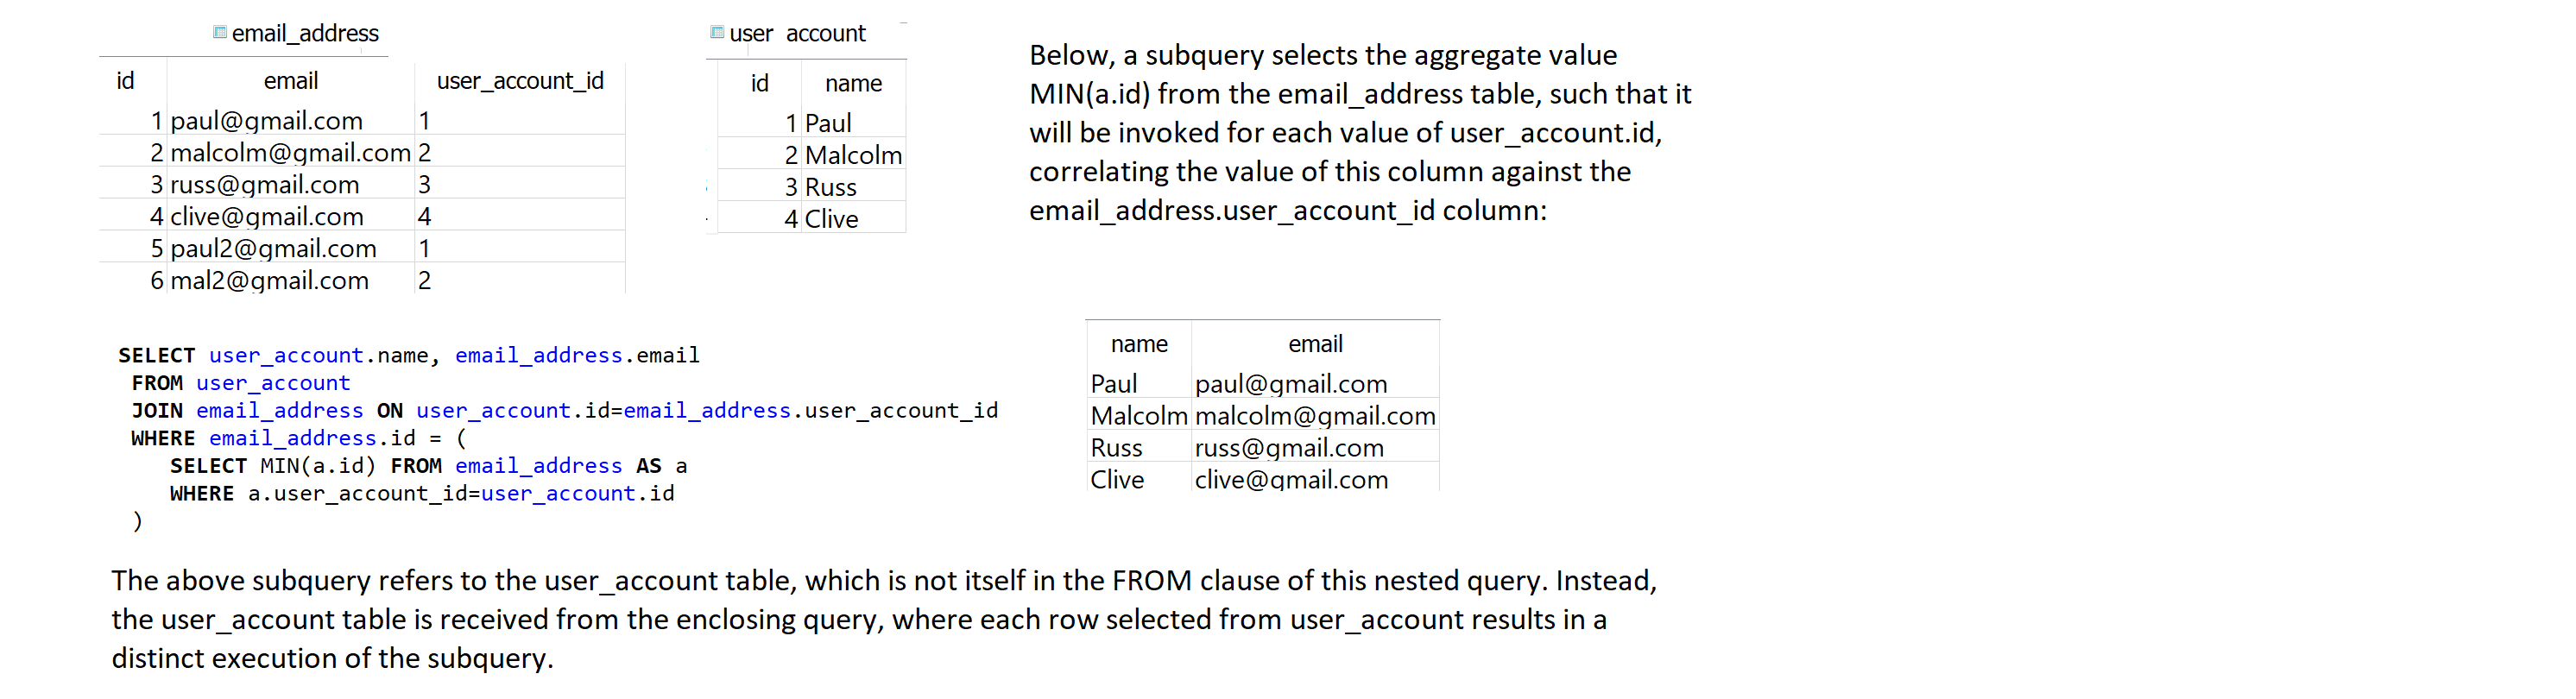 email_address
id email user_account_id
1 paul@gmail.com 1
2 malcolm@gmail.com 2
3 russ@gmail.com 3
4 clive@gmail.com 4
5 paul2@gmail.com 1
6 mal2@gmail.com 2
user_account
id name
1 Paul
2 Malcolm
3 Russ
4 Clive
Below, a subquery selects the aggregate value
MIN(a.id) from the email_address table, such that it
will be invoked for each value of user_account.id,
correlating the value of this column against the
email_address.user_account_id column:
SELECT user_account.name, email_address.email
FROM user_account
JOIN email_address ON user_account.id=email_address.user_account_id
WHERE email_address.id = (
SELECT MIN(a.id) FROM email_address AS a
WHERE a.user_account_id=user_account.id
)
name email
Paul paul@gmail.com
Malcolm malcolm@gmail.com
Russ russ@gmail.com
Clive clive@gmail.com
The above subquery refers to the user_account table, which is not itself in the FROM clause of this nested query. Instead,
the user_account table is received from the enclosing query, where each row selected from user_account results in a
distinct execution of the subquery.